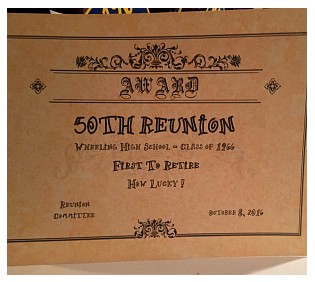 AWARD
50TH REUNION
WHEELING HIGH SCHOOL - CLASS OF 1966
FIRST TO RETIRE
HOW LUCKY !
REUNION
COMMITTEE
OCTOBER 8, 2016